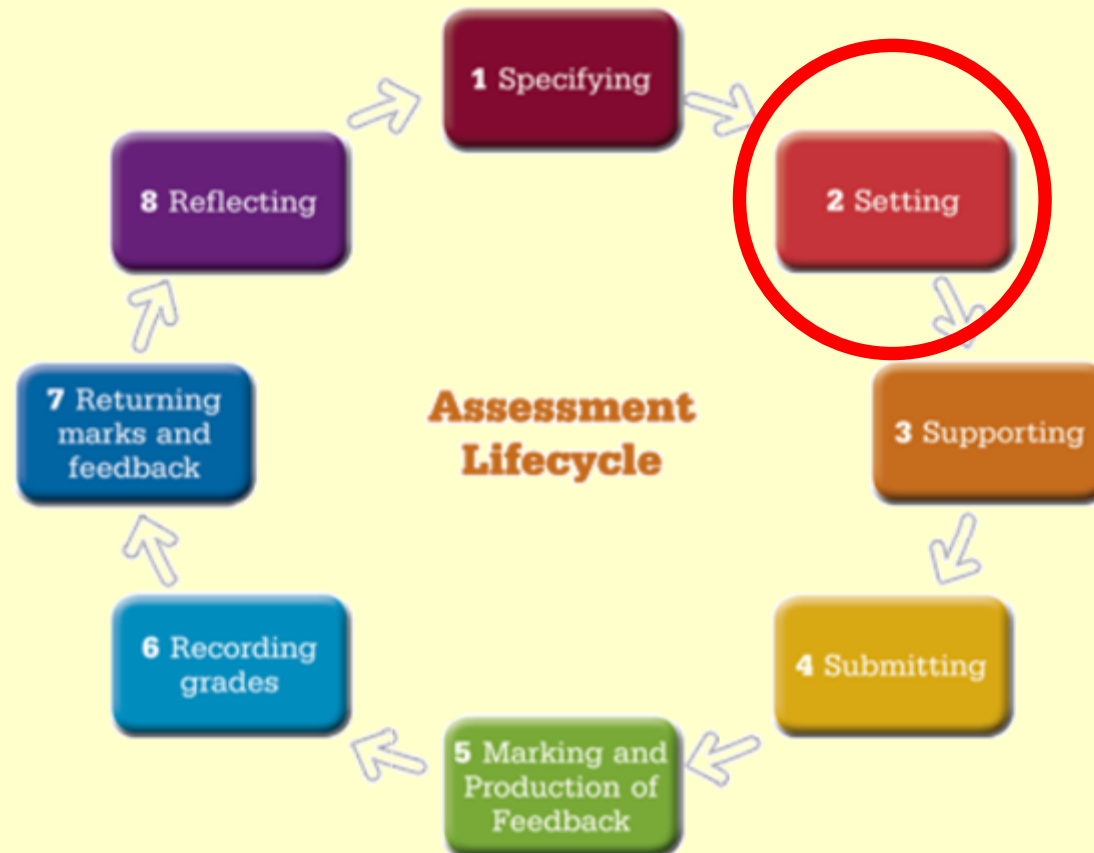 1 Specifying
2 Setting
3 Supporting
4 Submitting
5 Marking and
Production of
Feedback
6 Recording
grades
7 Returning
marks and
feedback
8 Reflecting
Assessment
Lifecycle